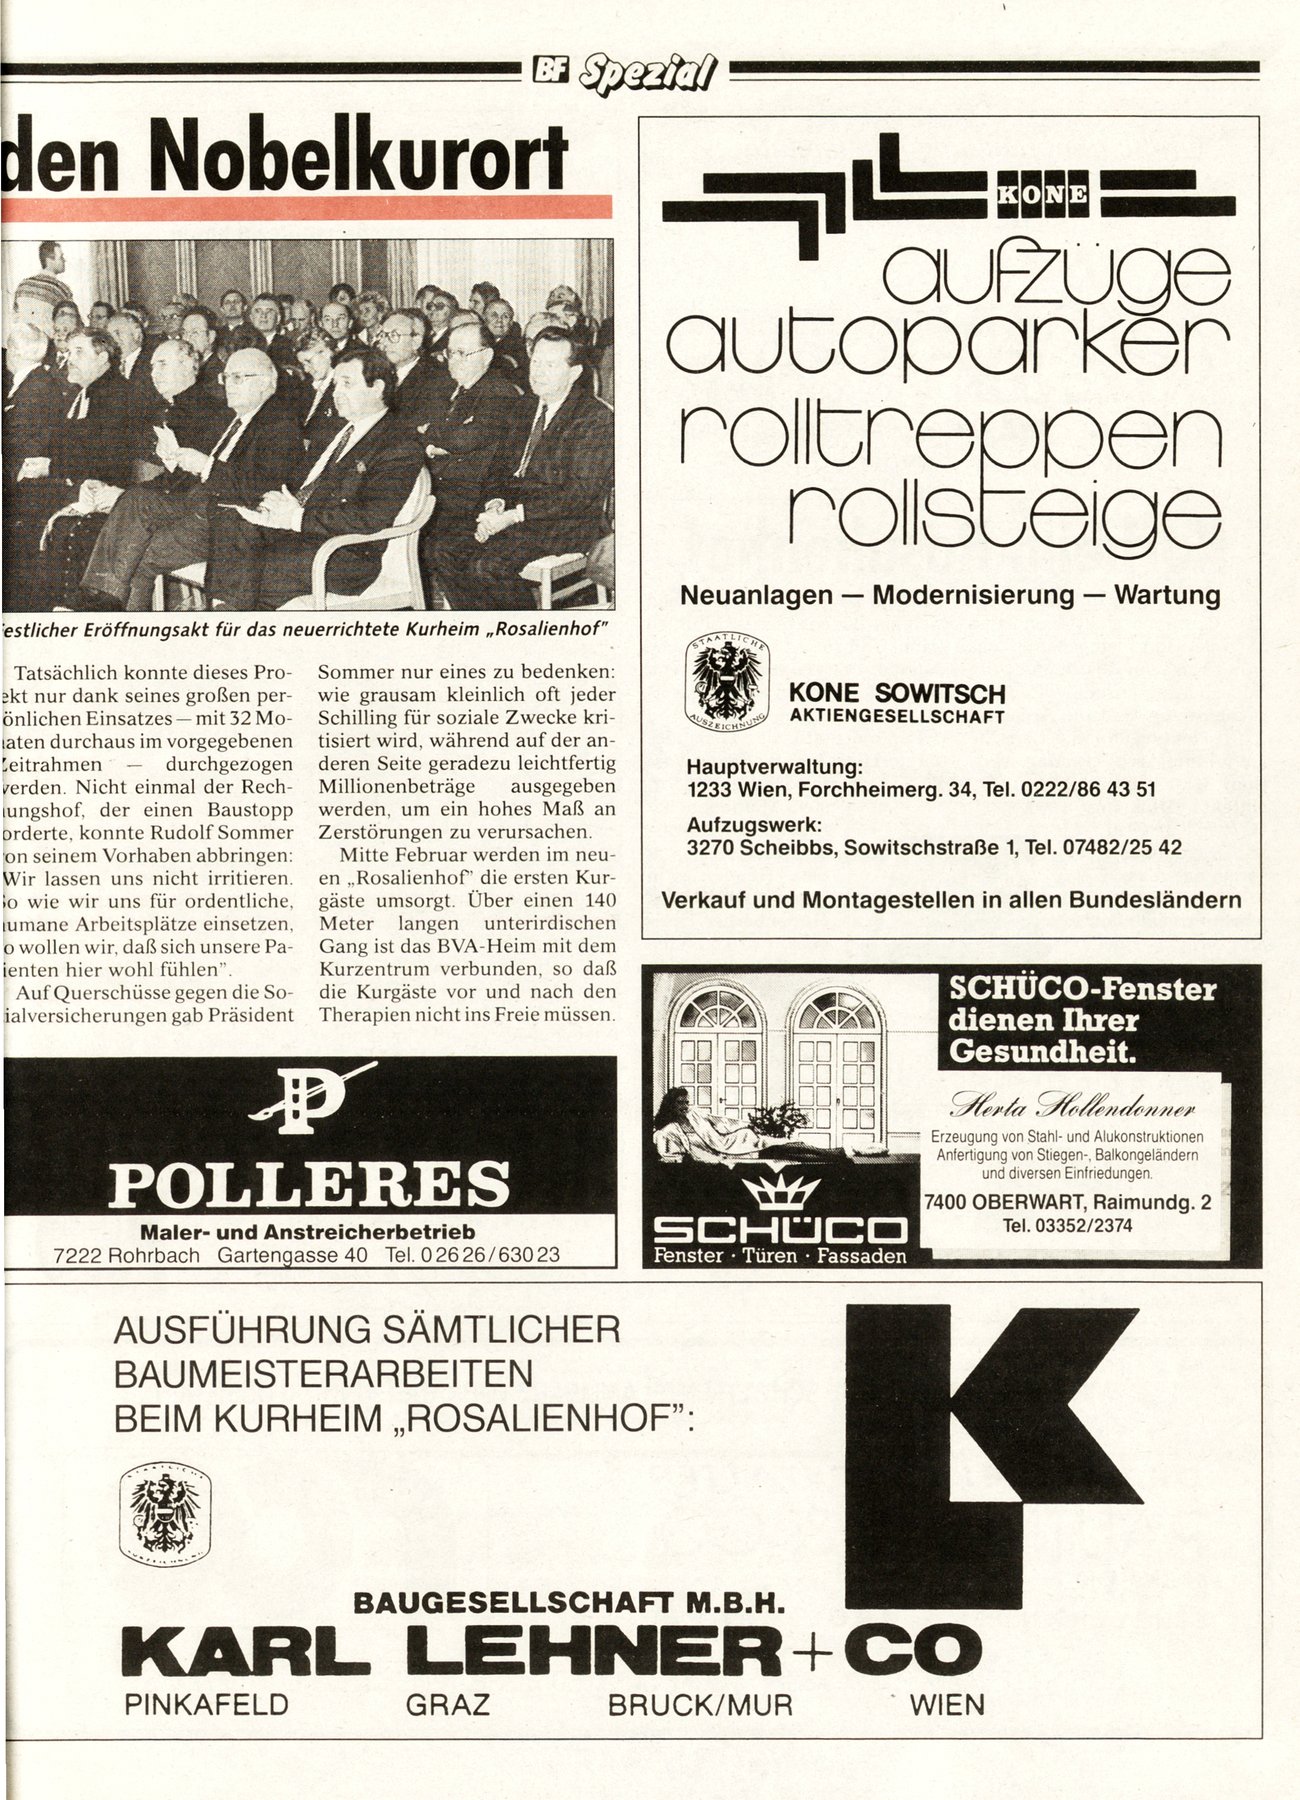 BF Spezial
den Nobelkurort
estlicher Eröffnungsakt für das neuerrichtete Kurheim „Rosalienhof”
Tatsächlich konnte dieses Pro-
ekt nur dank seines großen per-
önlichen Einsatzes — mit 32 Mo-
naten durchaus im vorgegebenen
Zeitrahmen — durchgezogen
werden. Nicht einmal der Rech-
nungshof, der einen Baustopp
orderte, konnte Rudolf Sommer
von seinem Vorhaben abbringen:
Wir lassen uns nicht irritieren.
So wie wir uns für ordentliche,
humane Arbeitsplätze einsetzen,
so wollen wir, daß sich unsere Pa-
ienten hier wohl fühlen”.
Auf Querschüsse gegen die So-
ialversicherungen gab Präsident
Sommer nur eines zu bedenken:
wie grausam kleinlich oft jeder
Schilling für soziale Zwecke kri-
tisiert wird, während auf der an-
deren Seite geradezu leichtfertig
Millionenbeträge ausgegeben
werden, um ein hohes Maß an
Zerstörungen zu verursachen.
Mitte Februar werden im neu-
en „Rosalienhof” die ersten Kur-
gäste umsorgt. Über einen 140
Meter langen unterirdischen
Gang ist das BVA-Heim mit dem
Kurzentrum verbunden, so daß
die Kurgäste vor und nach den
Therapien nicht ins Freie müssen.
KONE
aufzüge
autoparker
rolltreppen
rollsteige
Neuanlagen — Modernisierung — Wartung
STAATLICHE
AUSZEICHNUNG
KONE SOWITSCH
AKTIENGESELLSCHAFT
Hauptverwaltung:
1233 Wien, Forchheimerg. 34, Tel. 0222/86 43 51
Aufzugswerk:
3270 Scheibbs, Sowitschstraße 1, Tel. 07482/25 42
Verkauf und Montagestellen in allen Bundesländern
P
POLLERES
Maler- und Anstreicherbetrieb
7222 Rohrbach Gartengasse 40 Tel. 02626/63023
SCHÜCO-Fenster
dienen Ihrer
Gesundheit.
Herta Hollendonner
Erzeugung von Stahl- und Alukonstruktionen
Anfertigung von Stiegen-, Balkongeländern
und diversen Einfriedungen.
7400 OBERWART, Raimundg. 2
Tel. 03352/2374
SCHÜCO
Fenster · Türen · Fassaden
AUSFÜHRUNG SÄMTLICHER
BAUMEISTERARBEITEN
BEIM KURHEIM „ROSALIENHOF”:
STAATLICHE
AUSZEICHNUNG
BAUGESELLSCHAFT M.B.H.
KARL LEHNER+CO
PINKAFELD GRAZ BRUCK/MUR WIEN